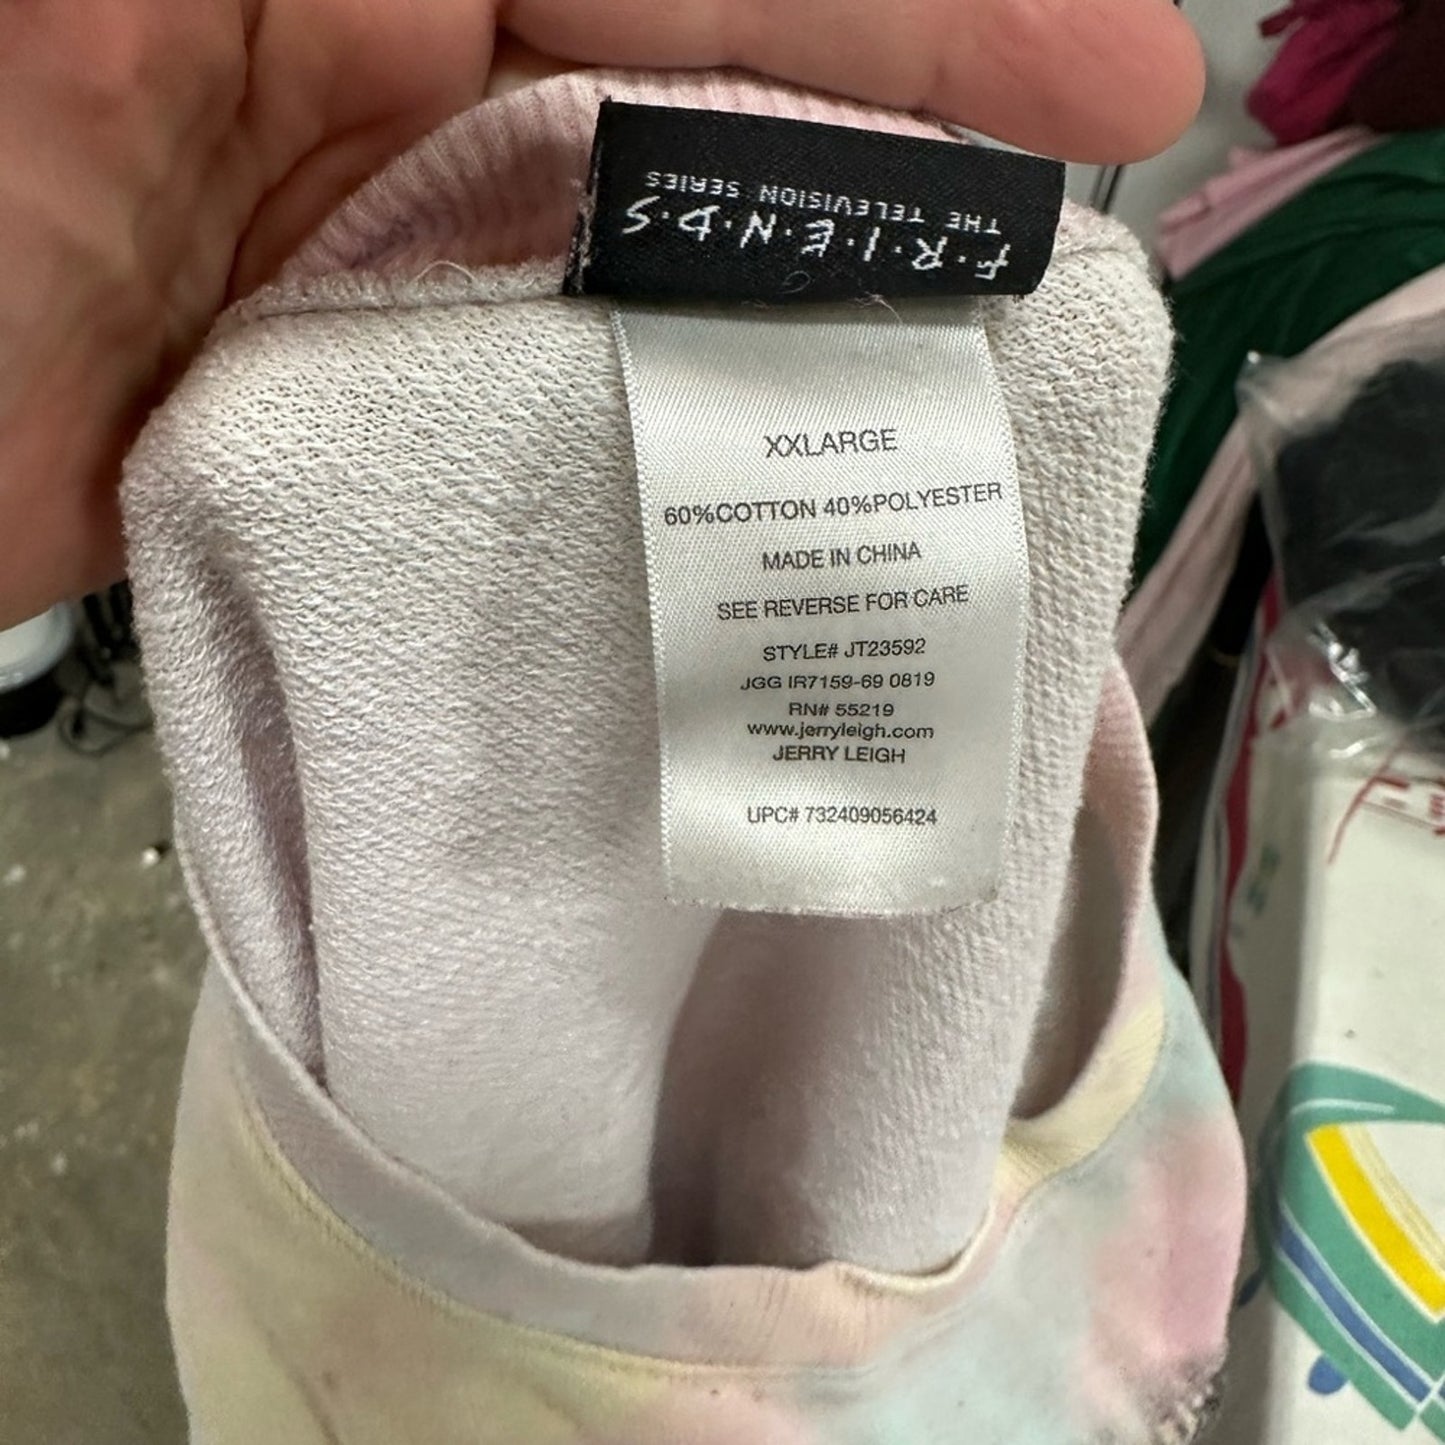 F·R·I·E·N·D·S
THE TELEVISION SERIES
XXLARGE
60%COTTON 40%POLYESTER
MADE IN CHINA
SEE REVERSE FOR CARE
STYLE# JT23592
JGG IR7159-69 0819
RN# 55219
www.jerryleigh.com
JERRY LEIGH
UPC# 732409056424